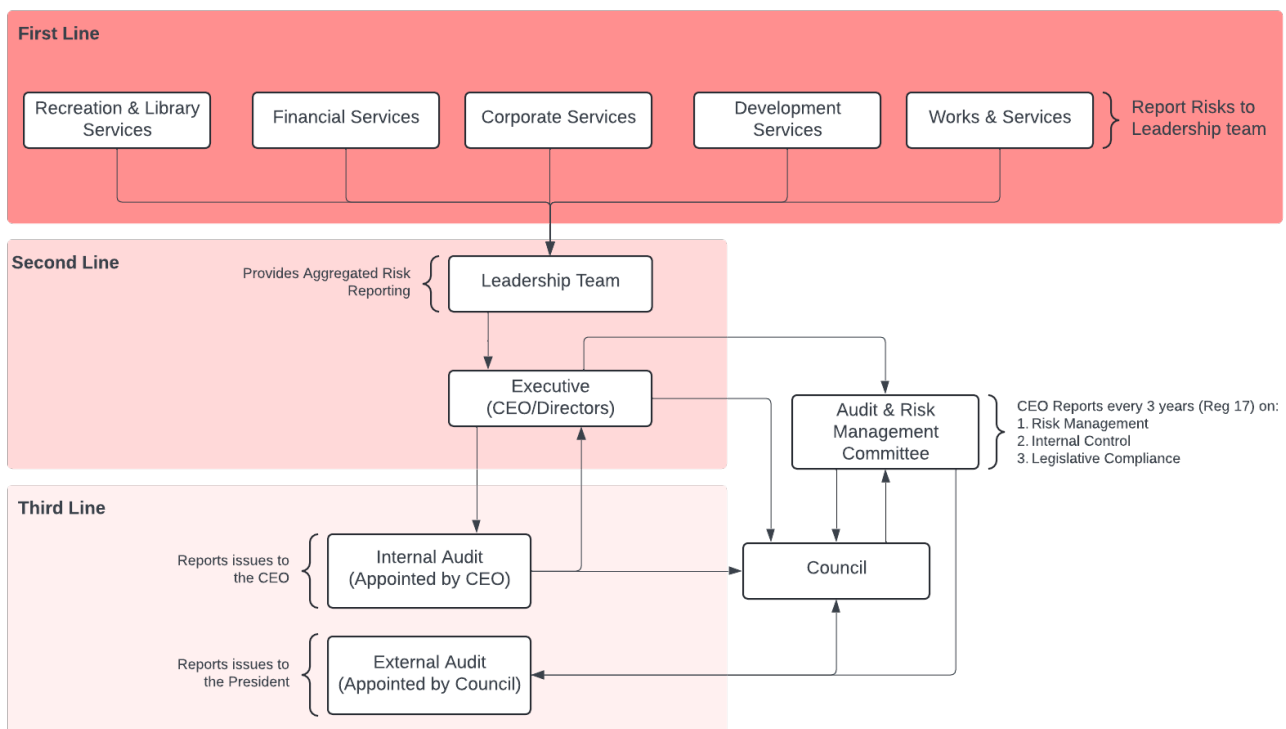 First Line
Recreation & Library
Services
Financial Services
Corporate Services
Development
Services
Works & Services
Report Risks to
Leadership team
Second Line
Provides Aggregated Risk
Reporting
Leadership Team
Executive
(CEO/Directors)
Audit & Risk
Management
Committee
CEO Reports every 3 years (Reg 17) on:
1. Risk Management
2. Internal Control
3. Legislative Compliance
Third Line
Reports issues to
the CEO
Internal Audit
(Appointed by CEO)
Council
Reports issues to
the President
External Audit
(Appointed by Council)